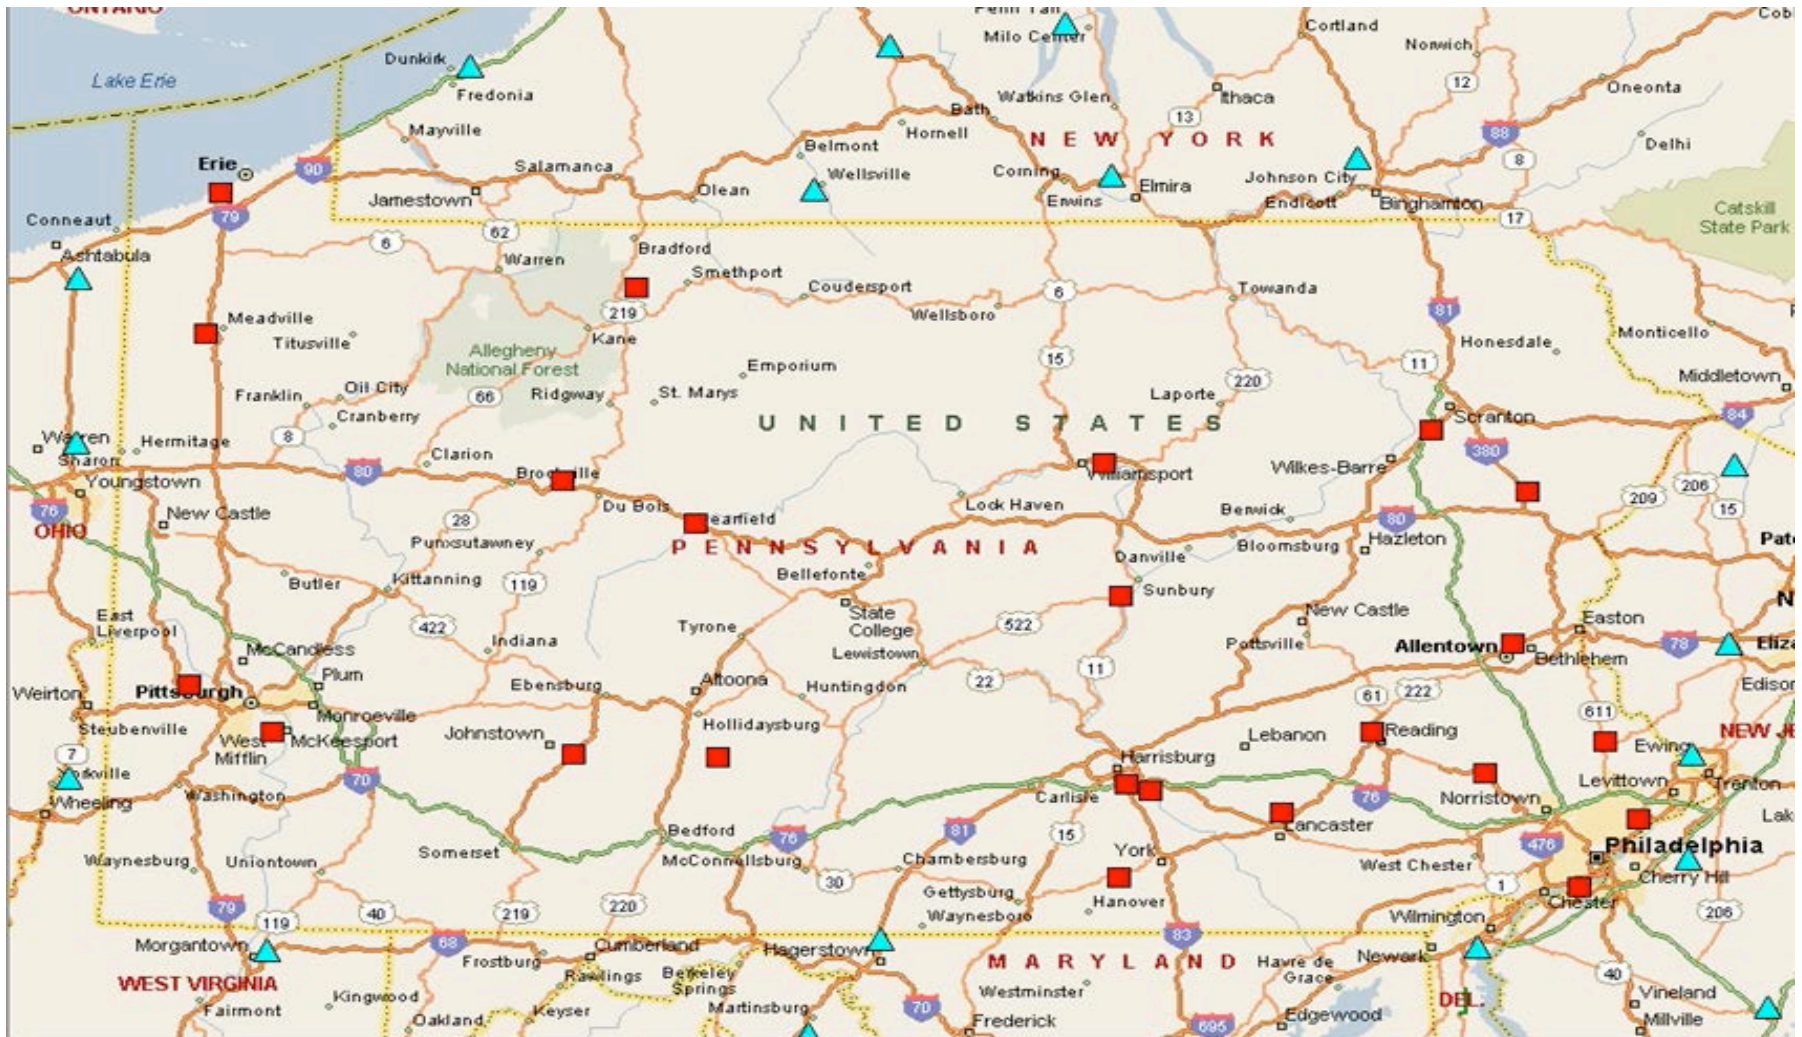 ONTARIO
Lake Erie
Dunkirk
Fredonia
Mayville
Erie
90
79
Conneaut
Ashtabula
Jamestown
Salamanca
Olean
Belmont
Wellsville
Hornell
Bath
Penn Yan
Milo Center
Watkins Glen
Ithaca
Cortland
Norwich
12
13
NEW YORK
Corning
Elmira
Erwins
Johnson City
Endicott
Binghamton
88
8
Oneonta
Delhi
17
Catskill
State Park
6
62
Warren
Bradford
Smethport
Coudersport
Wellsboro
6
Towanda
81
Honesdale
Monticello
Middletown
Meadville
Titusville
219
Kane
Allegheny
National Forest
Emporium
15
11
220
Laporte
Franklin
Oil City
Cranberry
66
Ridgway
St. Marys
UNITED STATES
Scranton
84
380
Warren
Sharon
Hermitage
8
80
Clarion
Brookville
Williamsport
Wilkes-Barre
Youngstown
76
OHIO
New Castle
28
Du Bois
Clearfield
Lock Haven
Berwick
80
209
206
15
PENNSYLVANIA
Punxsutawney
Bellefonte
Danville
Bloomsburg
Hazleton
Butler
Kittanning
119
Sunbury
East
Liverpool
422
Indiana
Tyrone
State
College
522
New Castle
Easton
Lewistown
Pottsville
Allentown
Bethlehem
78
McCandless
Plum
Weirton
Pittsburgh
Ebensburg
Altoona
Huntingdon
22
11
61
222
Steubenville
Monroeville
Hollidaysburg
611
7
West
Mifflin
McKeesport
Johnstown
Lebanon
Reading
Harrisburg
Ewing
Yorkville
Wheeling
Washington
70
Carlisle
76
Norristown
Levittown
Trenton
Bedford
76
81
15
Lancaster
Waynesburg
Uniontown
Somerset
McConnellsburg
Chambersburg
York
West Chester
476
Philadelphia
30
Gettysburg
Hanover
1
Cherry Hill
Chester
79
119
40
219
220
Waynesboro
Wilmington
206
Morgantown
68
Cumberland
Hagerstown
83
Newark
WEST VIRGINIA
Frostburg
Rawlings
Berkeley
Springs
MARYLAND
Havre de
Grace
40
Fairmont
Kingwood
Oakland
Keyser
Martinsburg
70
Westminster
Frederick
695
Edgewood
DEL.
Vineland
Millville